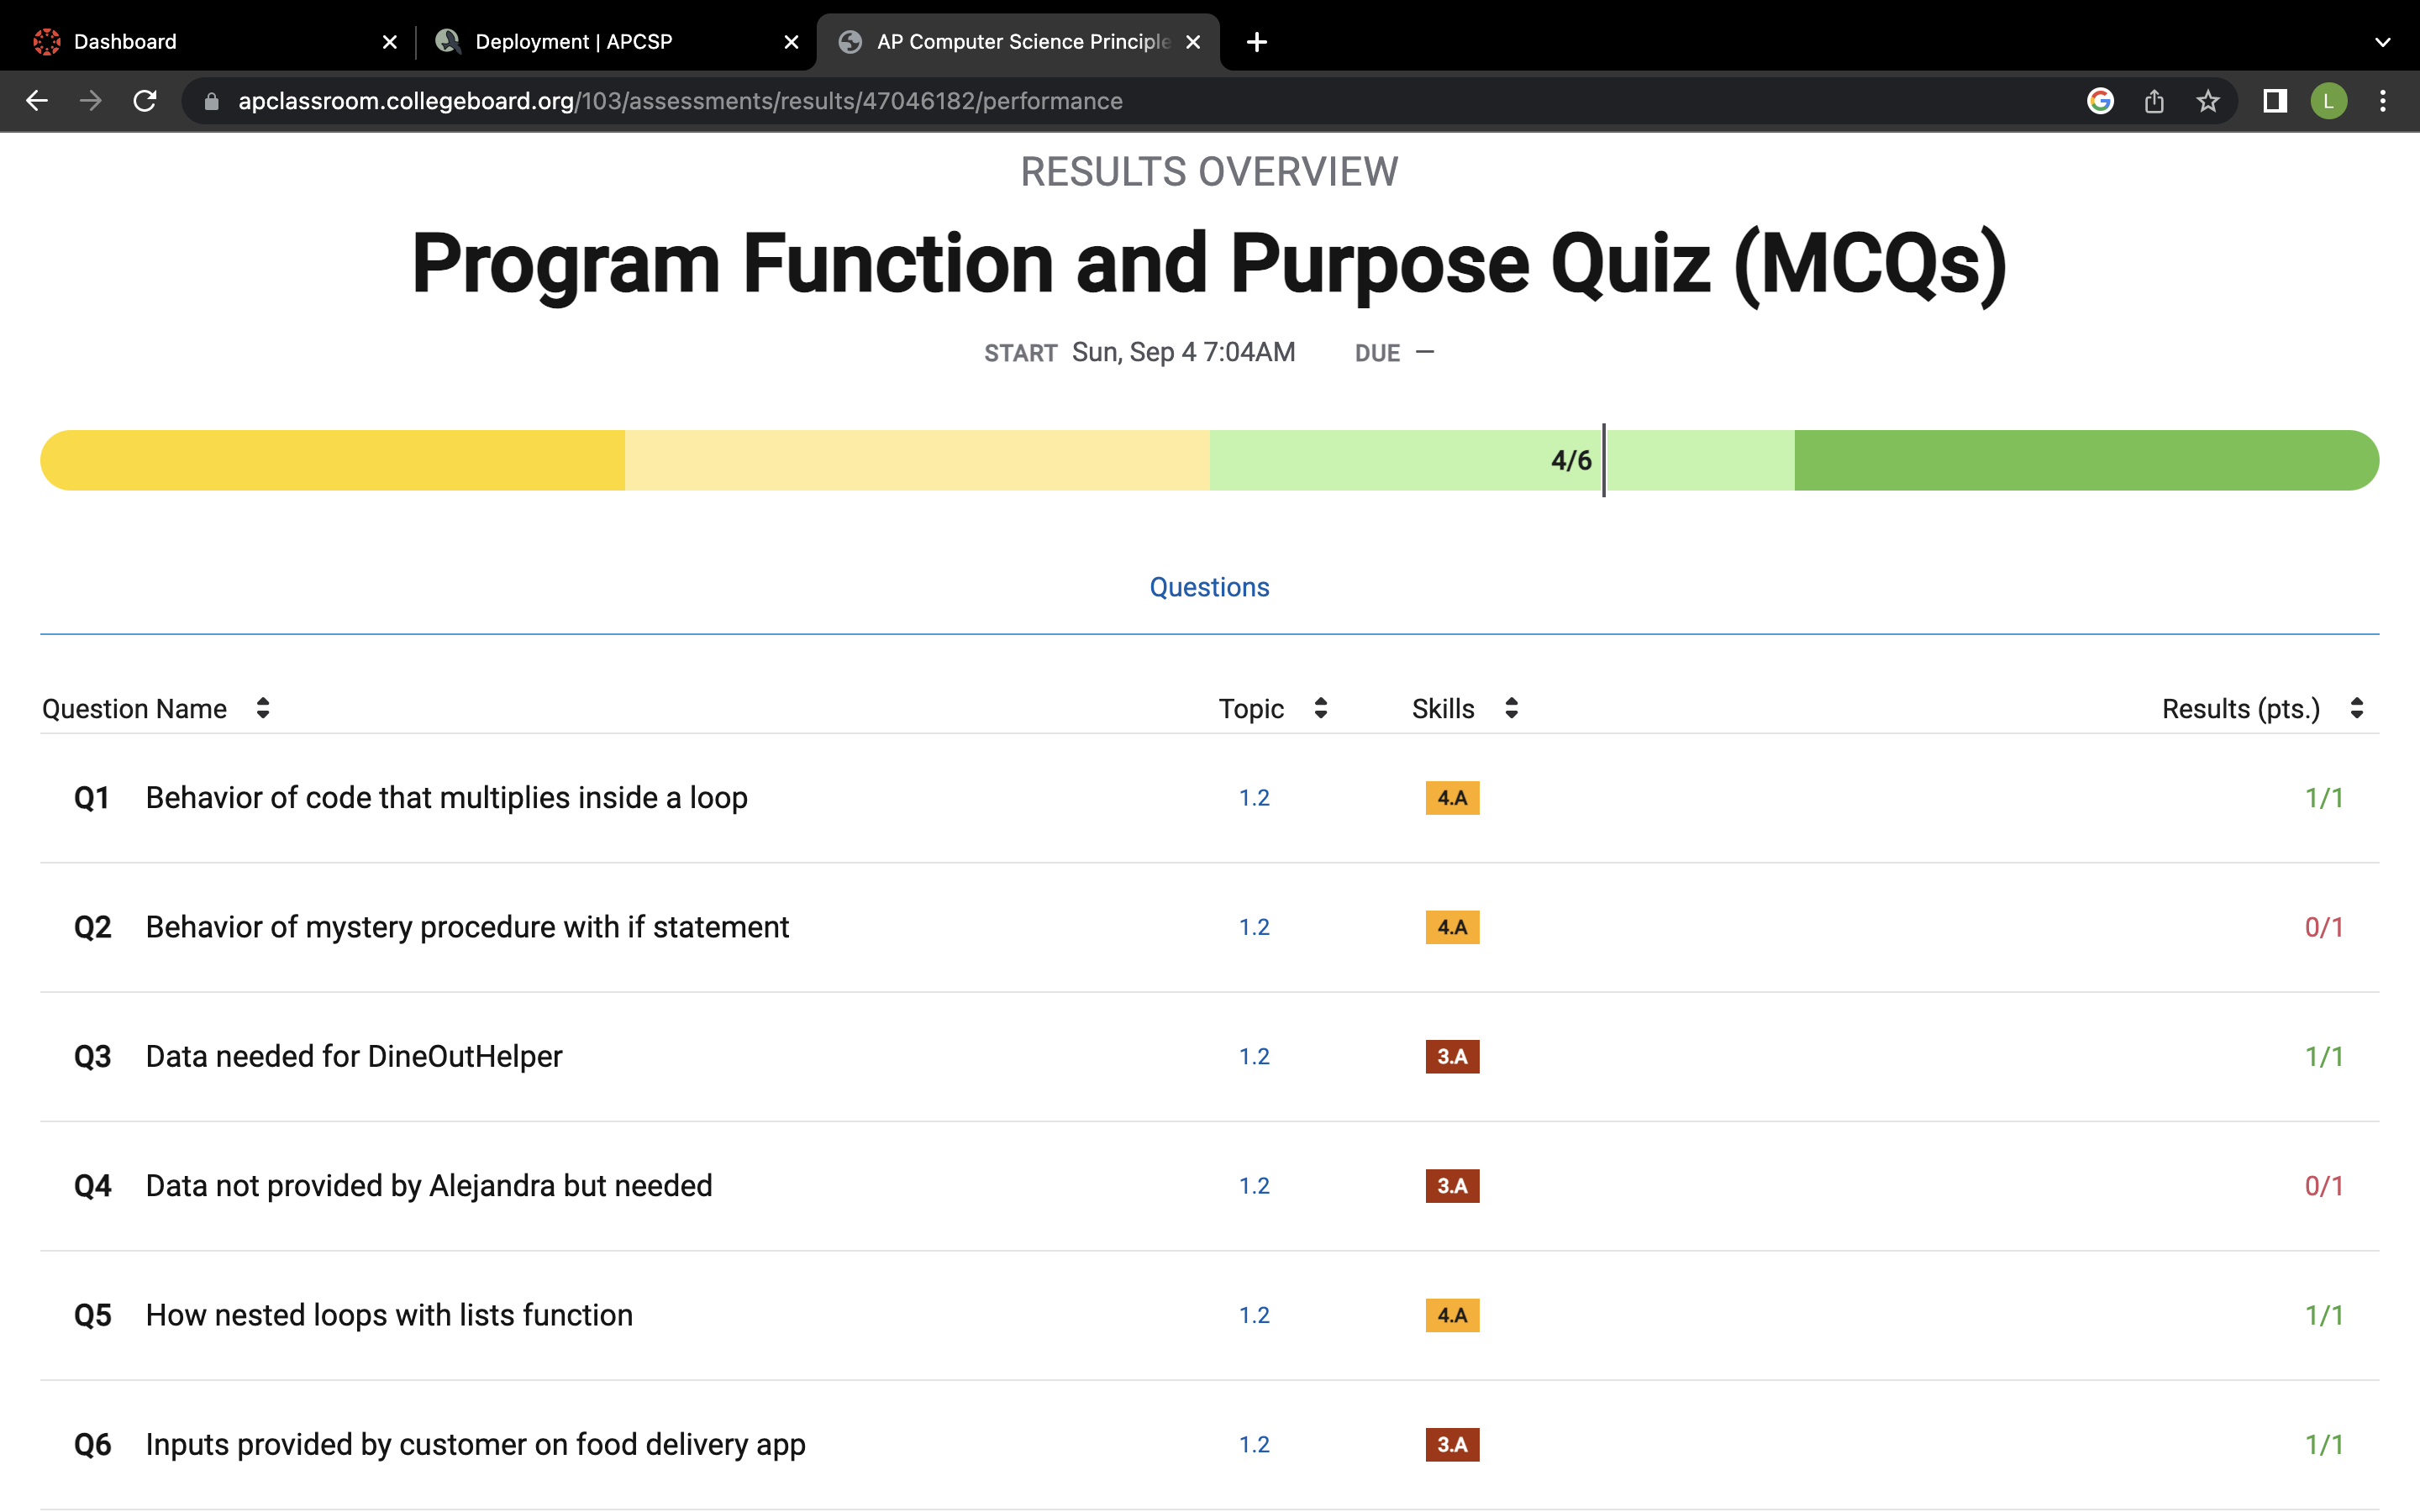 Dashboard
Deployment | APCSP
AP Computer Science Principle
apclassroom.collegeboard.org/103/assessments/results/47046182/performance
L
RESULTS OVERVIEW
Program Function and Purpose Quiz (MCQs)
START Sun, Sep 4 7:04AM DUE —
4/6
Questions
Question Name Topic Skills Results (pts.)
Q1 Behavior of code that multiplies inside a loop 1.2 4.A 1/1
Q2 Behavior of mystery procedure with if statement 1.2 4.A 0/1
Q3 Data needed for DineOutHelper 1.2 3.A 1/1
Q4 Data not provided by Alejandra but needed 1.2 3.A 0/1
Q5 How nested loops with lists function 1.2 4.A 1/1
Q6 Inputs provided by customer on food delivery app 1.2 3.A 1/1